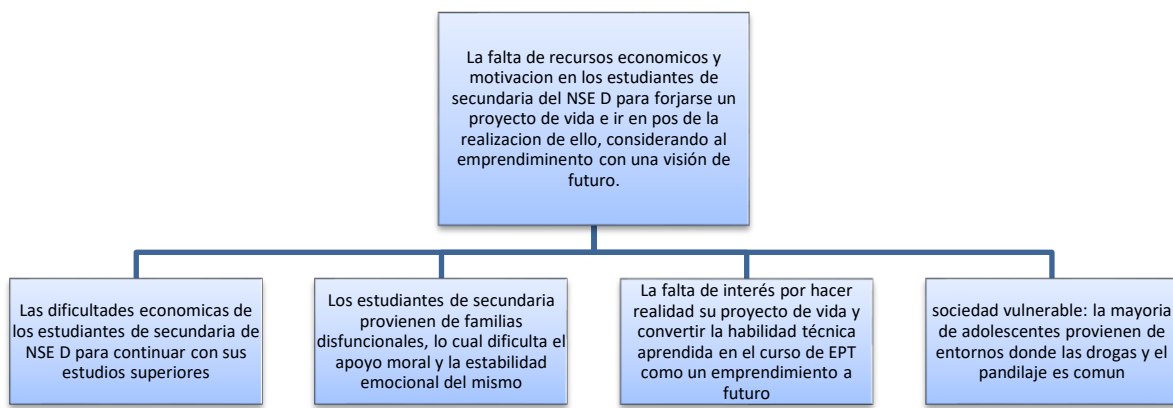 La falta de recursos economicos y
motivacion en los estudiantes de
secundaria del NSE D para forjarse un
proyecto de vida e ir en pos de la
realizacion de ello, considerando al
emprendiminento con una visión de
futuro.
Las dificultades economicas de
los estudiantes de secundaria de
NSE D para continuar con sus
estudios superiores
Los estudiantes de secundaria
provienen de familias
disfuncionales, lo cual dificulta el
apoyo moral y la estabilidad
emocional del mismo
La falta de interés por hacer
realidad su proyecto de vida y
convertir la habilidad técnica
aprendida en el curso de EPT
como un emprendimiento a
futuro
sociedad vulnerable: la mayoria
de adolescentes provienen de
entornos donde las drogas y el
pandilaje es comun